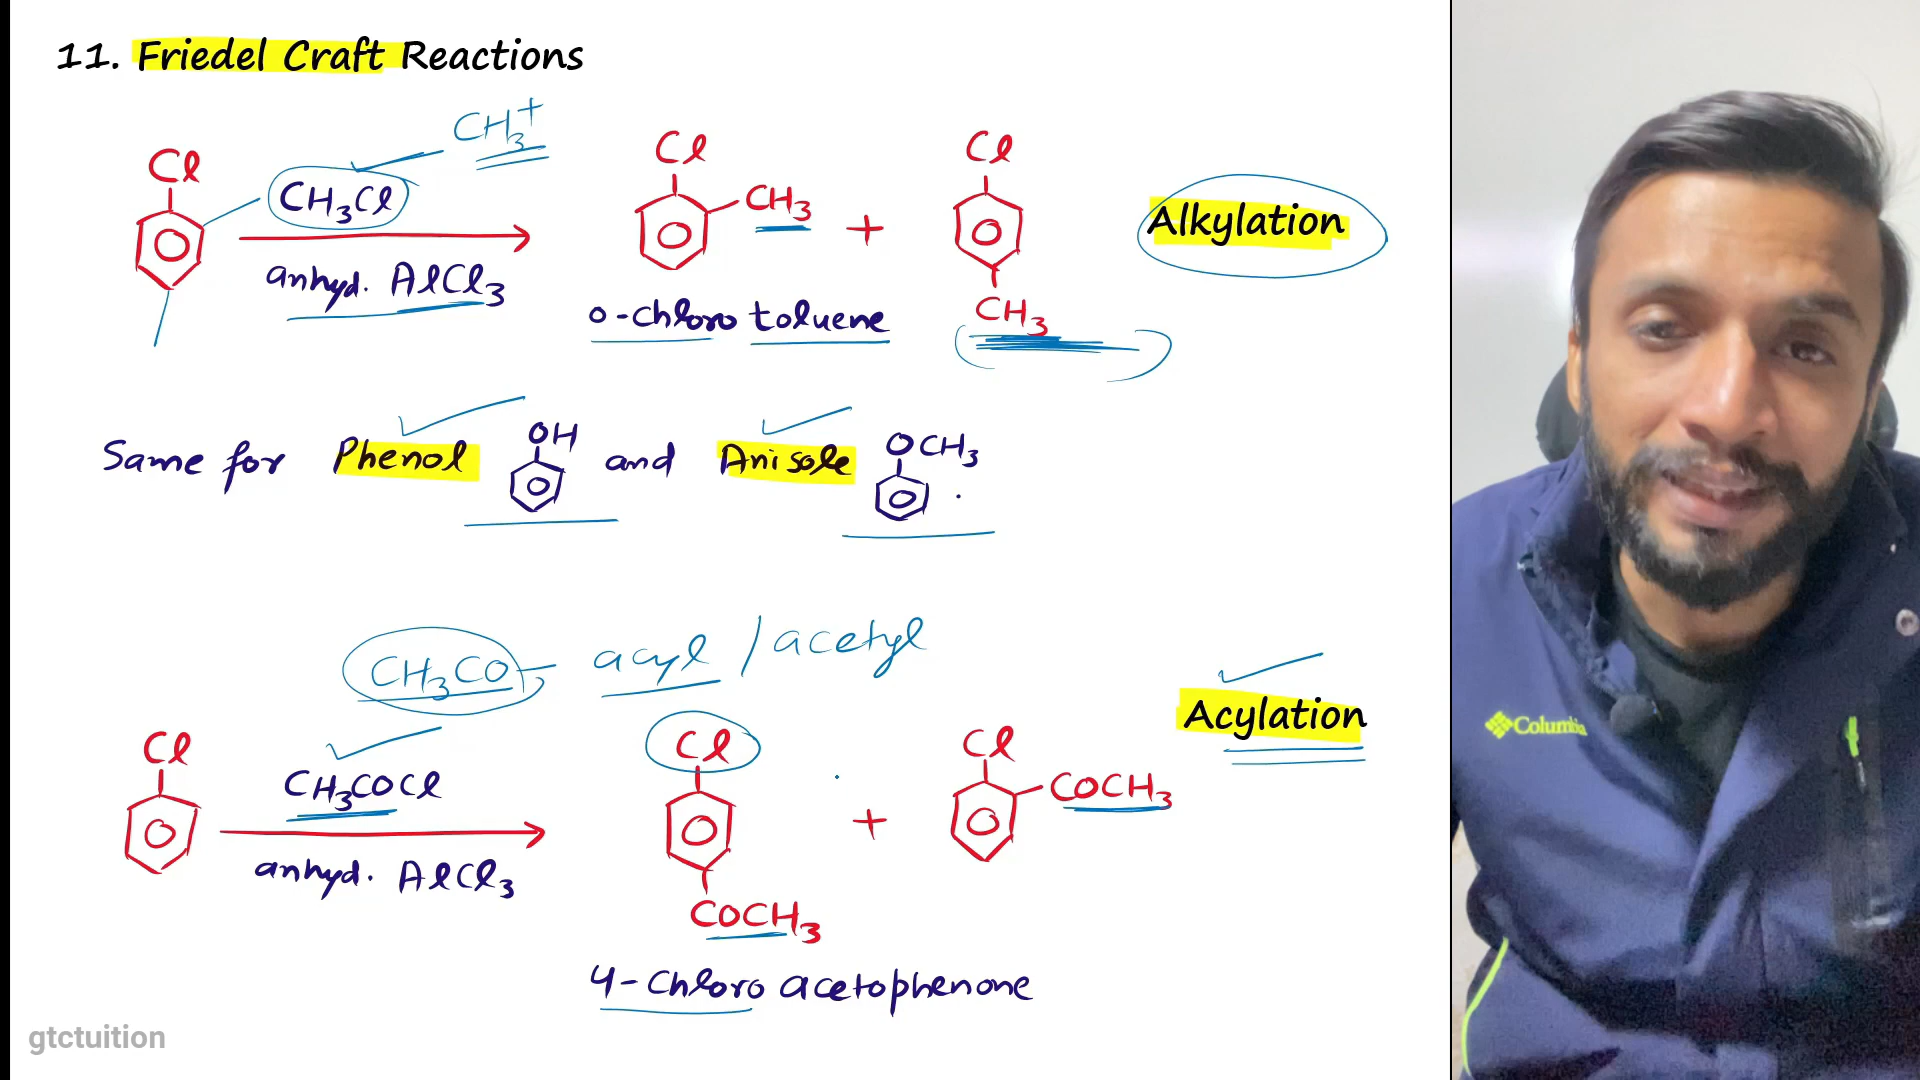 11. Friedel Craft Reactions
CH3+
Cl
CH3Cl
anhyd. AlCl3
Cl
CH3
o-chloro toluene
+
Cl
CH3
Alkylation
Same for Phenol OH and Anisole OCH3
CH3CO- acyl / acetyl
Cl
CH3COCl
anhyd. AlCl3
Cl
COCH3
4-chloro acetophenone
+
Cl
COCH3
Acylation
Columbia
gtctuition